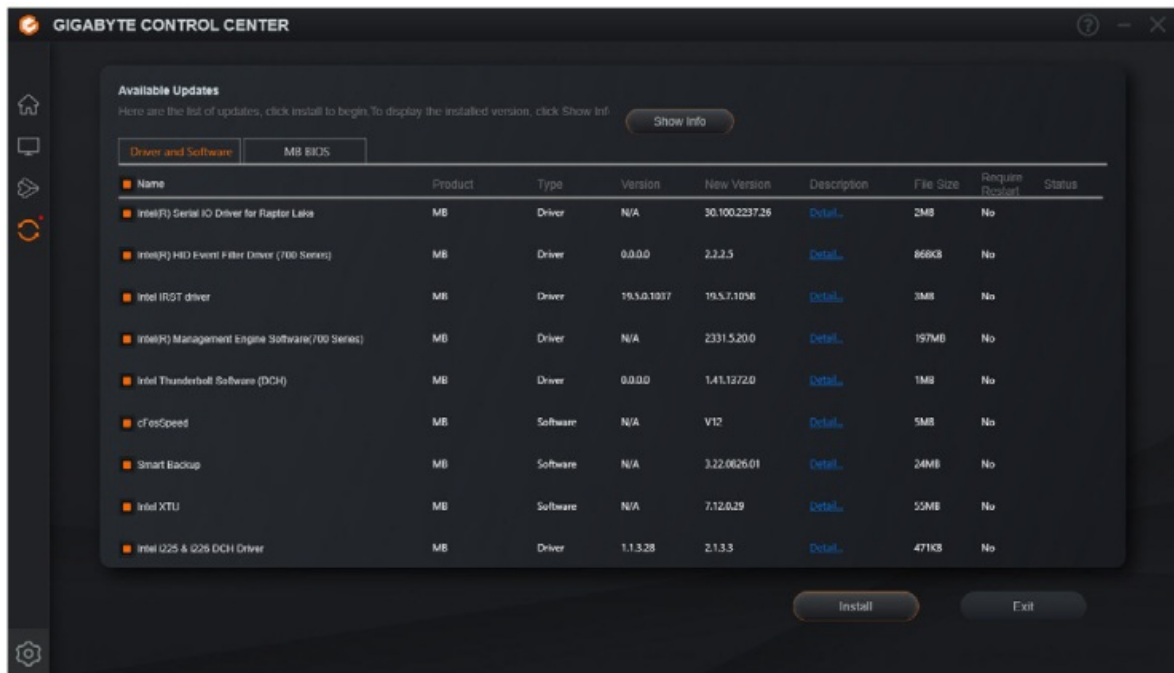 GIGABYTE CONTROL CENTER
Available Updates
Here are the list of updates, click install to begin.To display the installed version, click Show Inf
Show Info
Driver and Software MB BIOS
Name Product Type Version New Version Description File Size Require Restart Status
Intel(R) Serial IO Driver for Raptor Lake MB Driver N/A 30.100.2237.26 Detail... 2MB No
Intel(R) HID Event Filter Driver (700 Series) MB Driver 0.0.0.0 2.2.2.5 Detail... 868KB No
Intel IRST driver MB Driver 19.5.0.1037 19.5.7.1058 Detail... 3MB No
Intel(R) Management Engine Software(700 Series) MB Driver N/A 2331.5.20.0 Detail... 197MB No
Intel Thunderbolt Software (DCH) MB Driver 0.0.0.0 1.41.1372.0 Detail... 1MB No
cFosSpeed MB Software N/A V12 Detail... 5MB No
Smart Backup MB Software N/A 3.22.0826.01 Detail... 24MB No
Intel XTU MB Software N/A 7.12.0.29 Detail... 55MB No
Intel i225 & i226 DCH Driver MB Driver 1.1.3.28 2.1.3.3 Detail... 471KB No
Install Exit